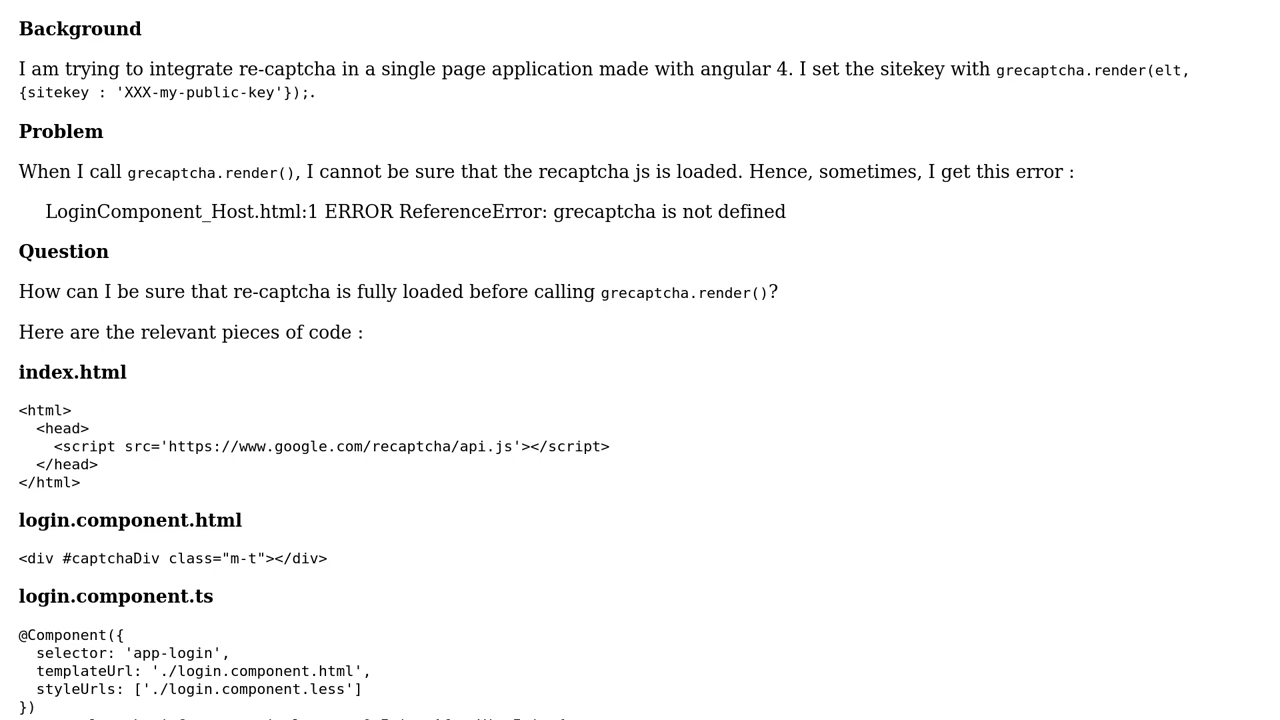 Background
I am trying to integrate re-captcha in a single page application made with angular 4. I set the sitekey with grecaptcha.render(elt,
{sitekey : 'XXX-my-public-key'});.
Problem
When I call grecaptcha.render(), I cannot be sure that the recaptcha js is loaded. Hence, sometimes, I get this error :
LoginComponent_Host.html:1 ERROR ReferenceError: grecaptcha is not defined
Question
How can I be sure that re-captcha is fully loaded before calling grecaptcha.render()?
Here are the relevant pieces of code :
index.html
<html>
  <head>
    <script src='https://www.google.com/recaptcha/api.js'></script>
  </head>
</html>
login.component.html
<div #captchaDiv class="m-t"></div>
login.component.ts
@Component({
  selector: 'app-login',
  templateUrl: './login.component.html',
  styleUrls: ['./login.component.less']
})